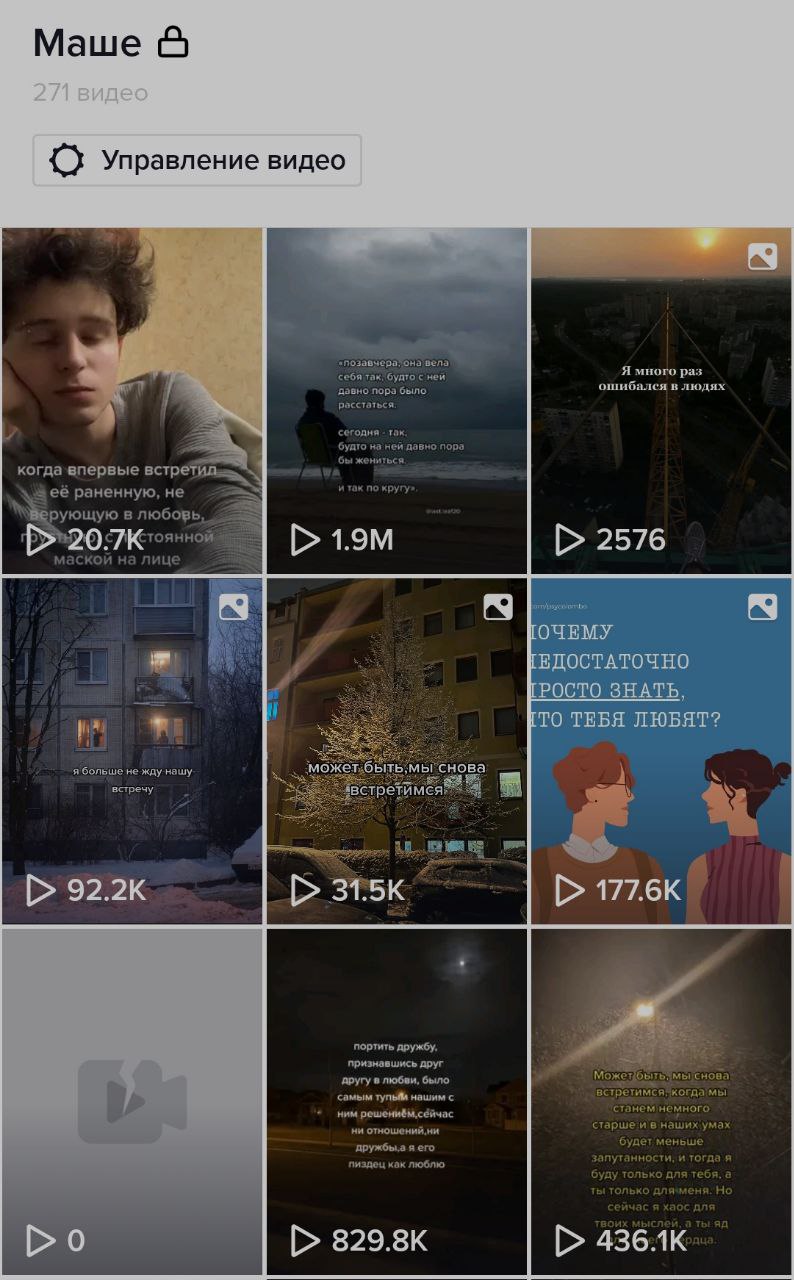 Маше
271 видео
Управление видео
когда впервые встретил
её раненную, не
верующую в любовь,
грустную, с постоянной
маской на лице
20.7K
«позавчера, она вела
себя так, будто с ней
давно пора было
расстаться.
сегодня - так,
будто на ней давно пора
бы жениться.
и так по кругу».
1.9M
Я много раз
ошибался в людях
2576
я больше не жду нашу
встречу
92.2K
может быть,мы снова
встретимся
31.5K
com/psycolombo
ПОЧЕМУ
НЕДОСТАТОЧНО
ПРОСТО ЗНАТЬ,
ЧТО ТЕБЯ ЛЮБЯТ?
177.6K
0
портить дружбу,
признавшись друг
другу в любви, было
самым тупым нашим с
ним решением,сейчас
ни отношений,ни
дружбы,а я его
пиздец как люблю
829.8K
Может быть, мы снова
встретимся, когда мы
станем немного
старше и в наших умах
будет меньше
запутанности, и тогда я
буду только для тебя, а
ты только для меня. Но
сейчас я хаос для
твоих мыслей, а ты яд
сердца.
436.1K